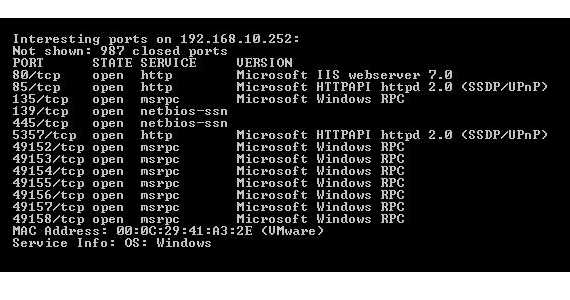 Interesting ports on 192.168.10.252:
Not shown: 987 closed ports
PORT STATE SERVICE VERSION
80/tcp open http Microsoft IIS webserver 7.0
85/tcp open http Microsoft HTTPAPI httpd 2.0 (SSDP/UPnP)
135/tcp open msrpc Microsoft Windows RPC
139/tcp open netbios-ssn
445/tcp open netbios-ssn
5357/tcp open http Microsoft HTTPAPI httpd 2.0 (SSDP/UPnP)
49152/tcp open msrpc Microsoft Windows RPC
49153/tcp open msrpc Microsoft Windows RPC
49154/tcp open msrpc Microsoft Windows RPC
49155/tcp open msrpc Microsoft Windows RPC
49156/tcp open msrpc Microsoft Windows RPC
49157/tcp open msrpc Microsoft Windows RPC
49158/tcp open msrpc Microsoft Windows RPC
MAC Address: 00:0C:29:41:A3:2E (VMware)
Service Info: OS: Windows